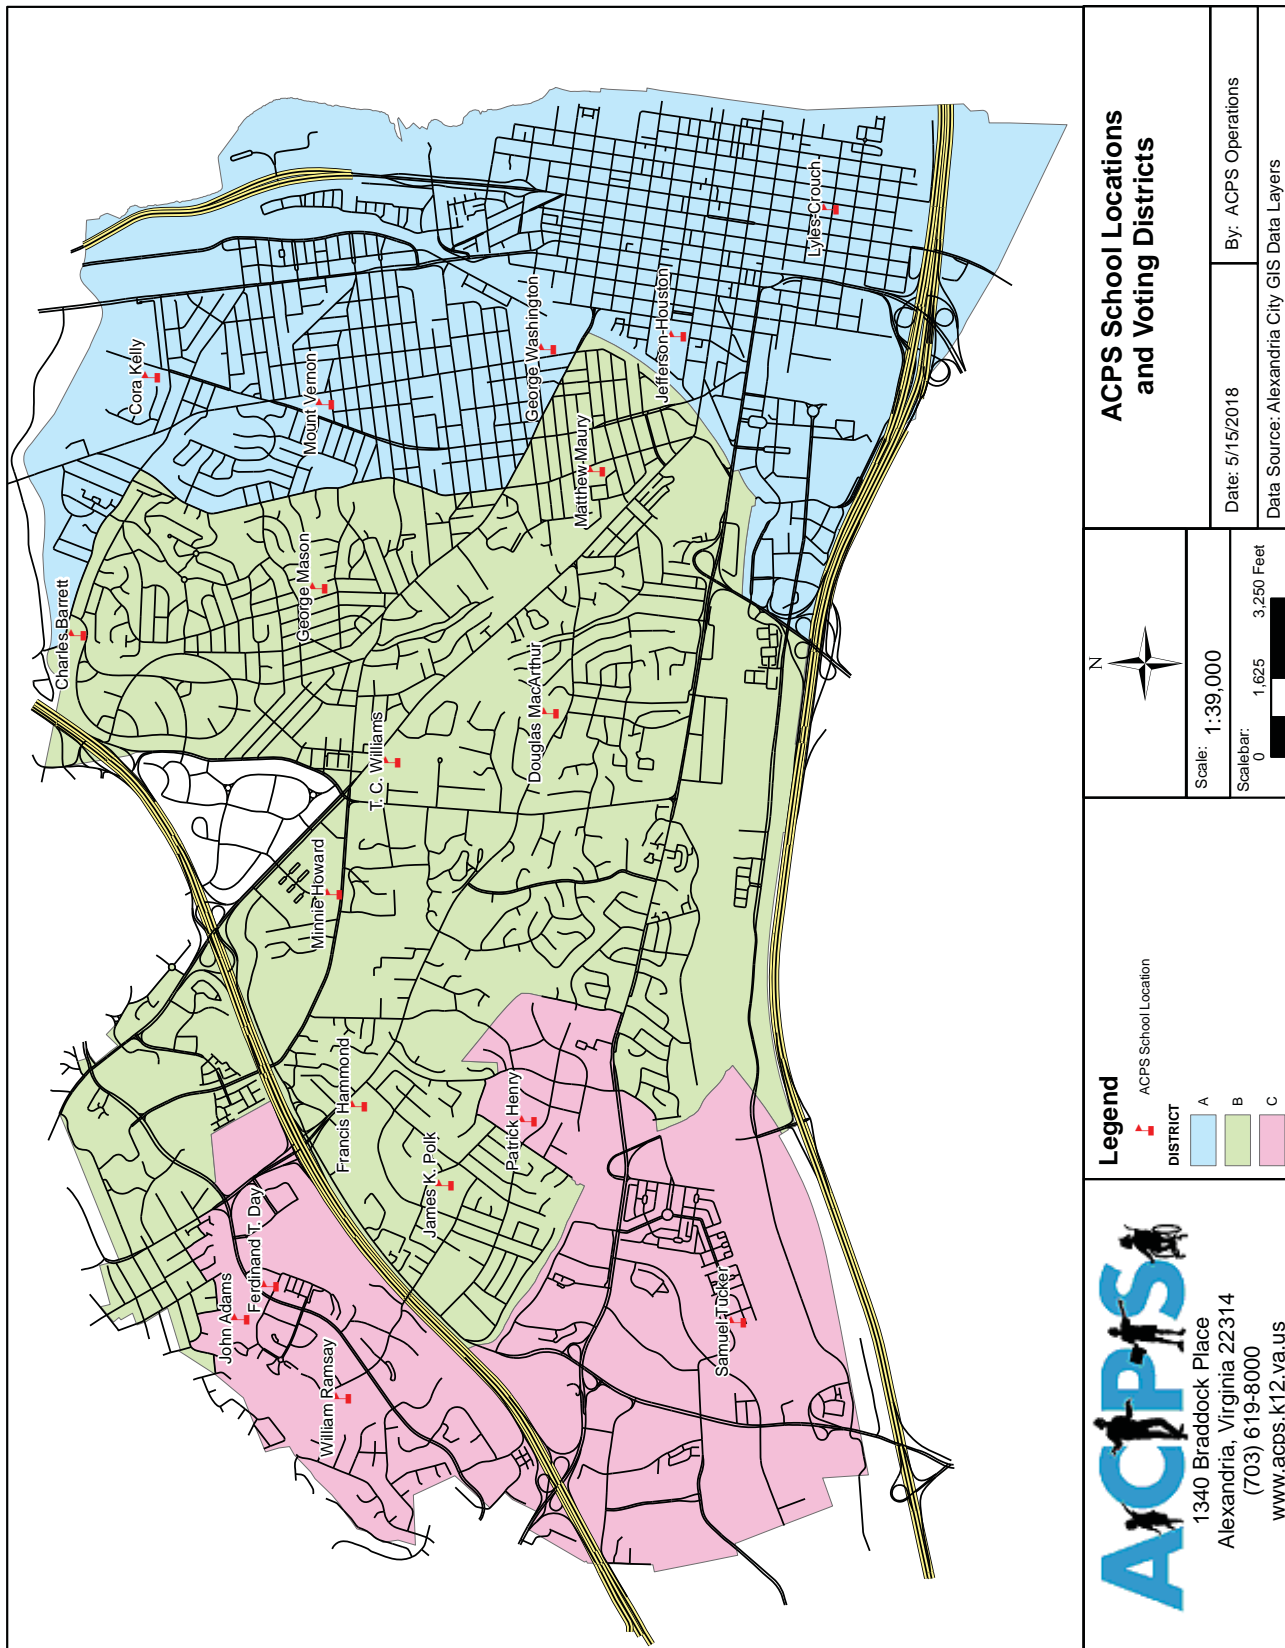 Cora Kelly
Mount Vernon
George Washington
Jefferson-Houston
Lyles-Crouch
Matthew Maury
Charles Barrett
George Mason
Douglas MacArthur
T. C. Williams
Minnie Howard
Francis Hammond
James K. Polk
Patrick Henry
Ferdinand T. Day
John Adams
William Ramsay
Samuel Tucker
ACPS
1340 Braddock Place
Alexandria, Virginia 22314
(703) 619-8000
www.acps.k12.va.us
Legend
ACPS School Location
DISTRICT
A
B
C
N
Scale:
1:39,000
Scalebar:
0 1,625 3,250 Feet
ACPS School Locations
and Voting Districts
Date: 5/15/2018
By: ACPS Operations
Data Source: Alexandria City GIS Data Layers